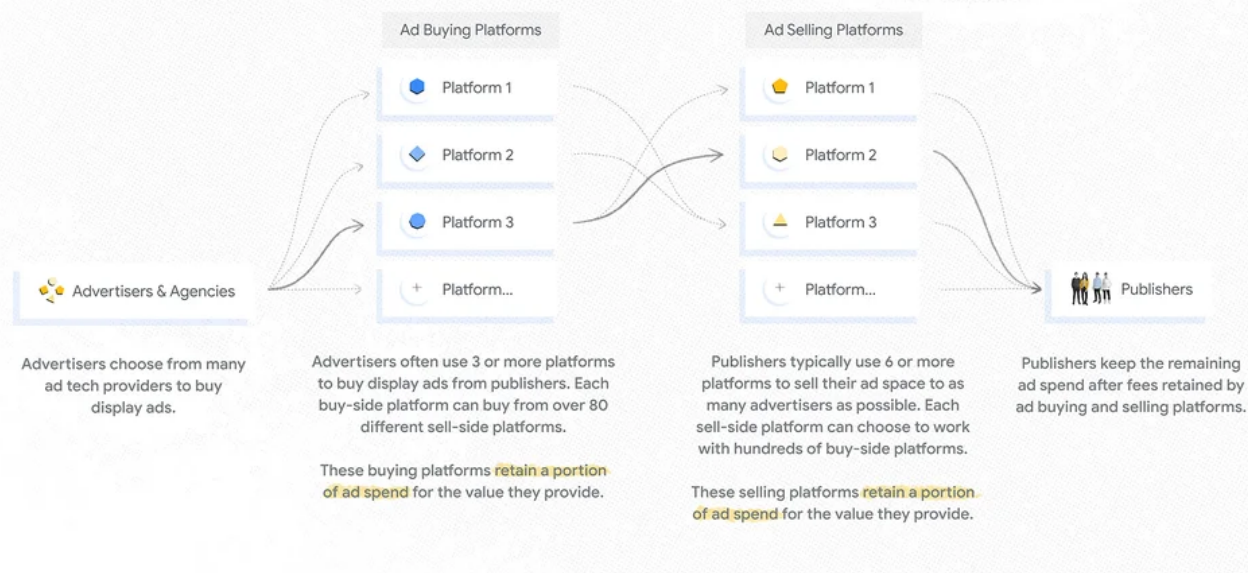 Ad Buying Platforms
Ad Selling Platforms
Platform 1
Platform 1
Platform 2
Platform 2
Platform 3
Platform 3
Advertisers & Agencies
Platform...
Platform...
Publishers
Advertisers choose from many
ad tech providers to buy
display ads.
Advertisers often use 3 or more platforms
to buy display ads from publishers. Each
buy-side platform can buy from over 80
different sell-side platforms.
These buying platforms retain a portion
of ad spend for the value they provide.
Publishers typically use 6 or more
platforms to sell their ad space to as
many advertisers as possible. Each
sell-side platform can choose to work
with hundreds of buy-side platforms.
These selling platforms retain a portion
of ad spend for the value they provide.
Publishers keep the remaining
ad spend after fees retained by
ad buying and selling platforms.